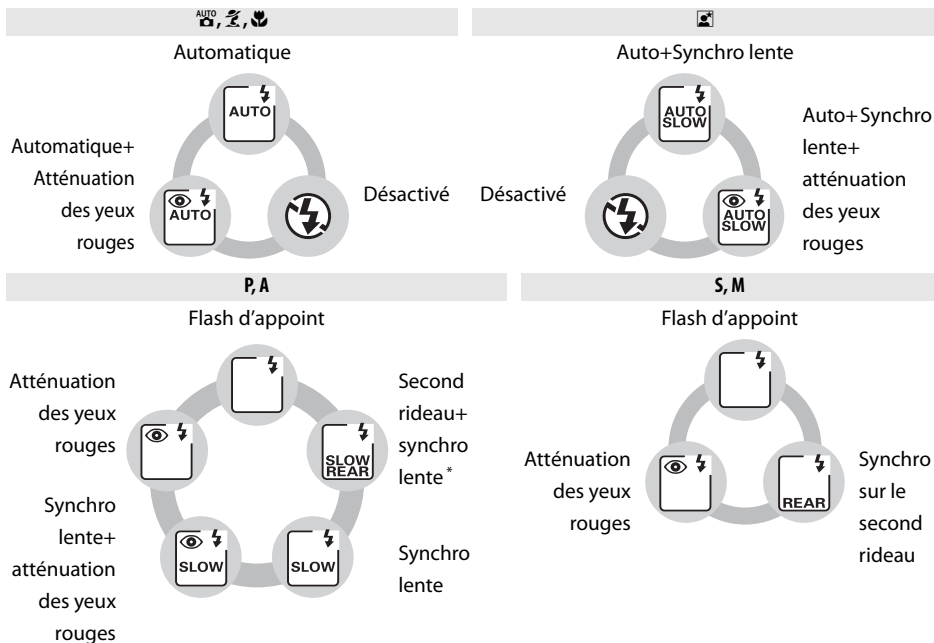 AUTO
Automatique
AUTO
Automatique+
Atténuation
des yeux
rouges
AUTO
Désactivé
Auto+Synchro lente
AUTO
SLOW
Désactivé
Auto+ Synchro
lente+
atténuation
des yeux
rouges
AUTO
SLOW
P, A
Flash d'appoint
Atténuation
des yeux
rouges
Second
rideau+
synchro
lente*
SLOW
REAR
Synchro
lente+
atténuation
des yeux
rouges
SLOW
SLOW
Synchro
lente
S, M
Flash d'appoint
Atténuation
des yeux
rouges
REAR
Synchro
sur le
second
rideau